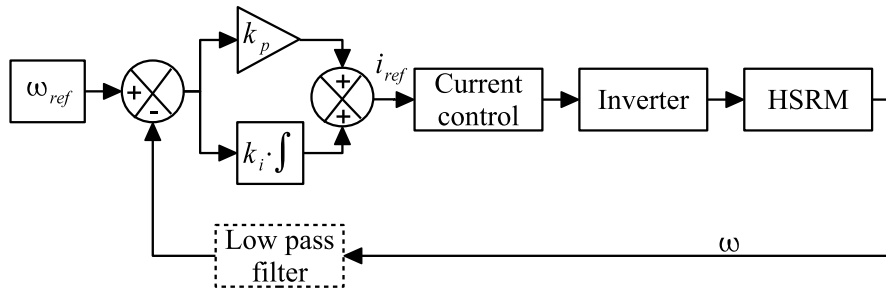 ω_ref
+
-
k_p
k_i·∫
+
+
i_ref
Current
control
Inverter
HSRM
ω
Low pass
filter